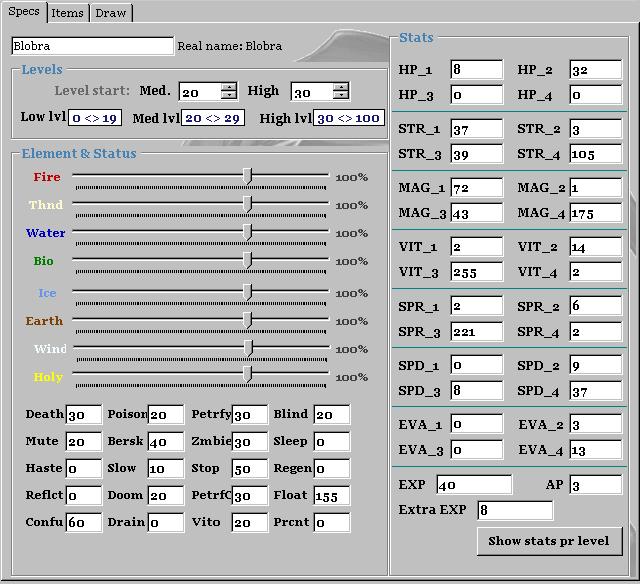 Specs Items Draw
Blobra Real name: Blobra
Levels
Level start: Med. 20 High 30
Low lvl 0 <> 19 Med lvl 20 <> 29 High lvl 30 <> 100
Element & Status
Fire 100%
Thnd 100%
Water 100%
Bio 100%
Ice 100%
Earth 100%
Wind 100%
Holy 100%
Death 30 Poison 20 Petrfy 30 Blind 20
Mute 20 Bersk 40 Zmbie 30 Sleep 0
Haste 0 Slow 10 Stop 50 Regen 0
Reflct 0 Doom 20 PetrfC 30 Float 155
Confu 60 Drain 0 Vito 20 Prcnt 0
Stats
HP_1 8 HP_2 32
HP_3 0 HP_4 0
STR_1 37 STR_2 3
STR_3 39 STR_4 105
MAG_1 72 MAG_2 1
MAG_3 43 MAG_4 175
VIT_1 2 VIT_2 14
VIT_3 255 VIT_4 2
SPR_1 2 SPR_2 6
SPR_3 221 SPR_4 2
SPD_1 0 SPD_2 9
SPD_3 8 SPD_4 37
EVA_1 0 EVA_2 3
EVA_3 0 EVA_4 13
EXP 40 AP 3
Extra EXP 8
Show stats pr level